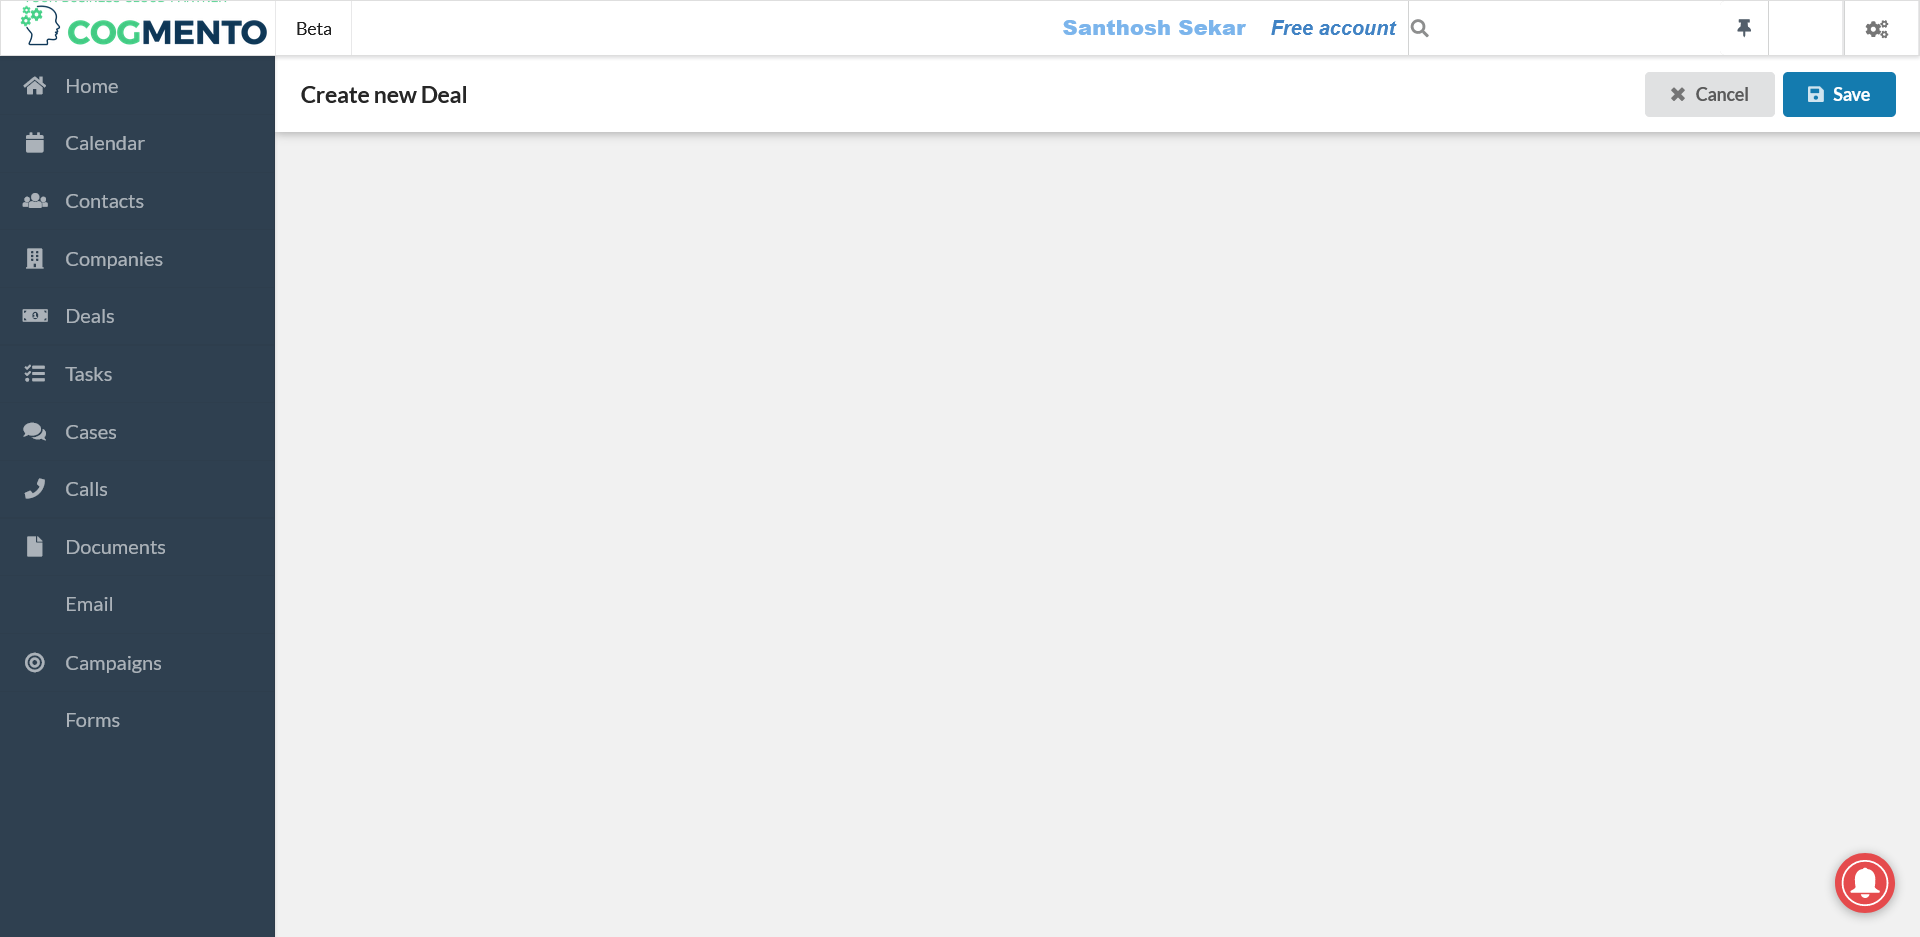 COGMENTO
Beta
Santhosh Sekar
Free account
Create new Deal
Cancel
Save
Home
Calendar
Contacts
Companies
Deals
Tasks
Cases
Calls
Documents
Email
Campaigns
Forms